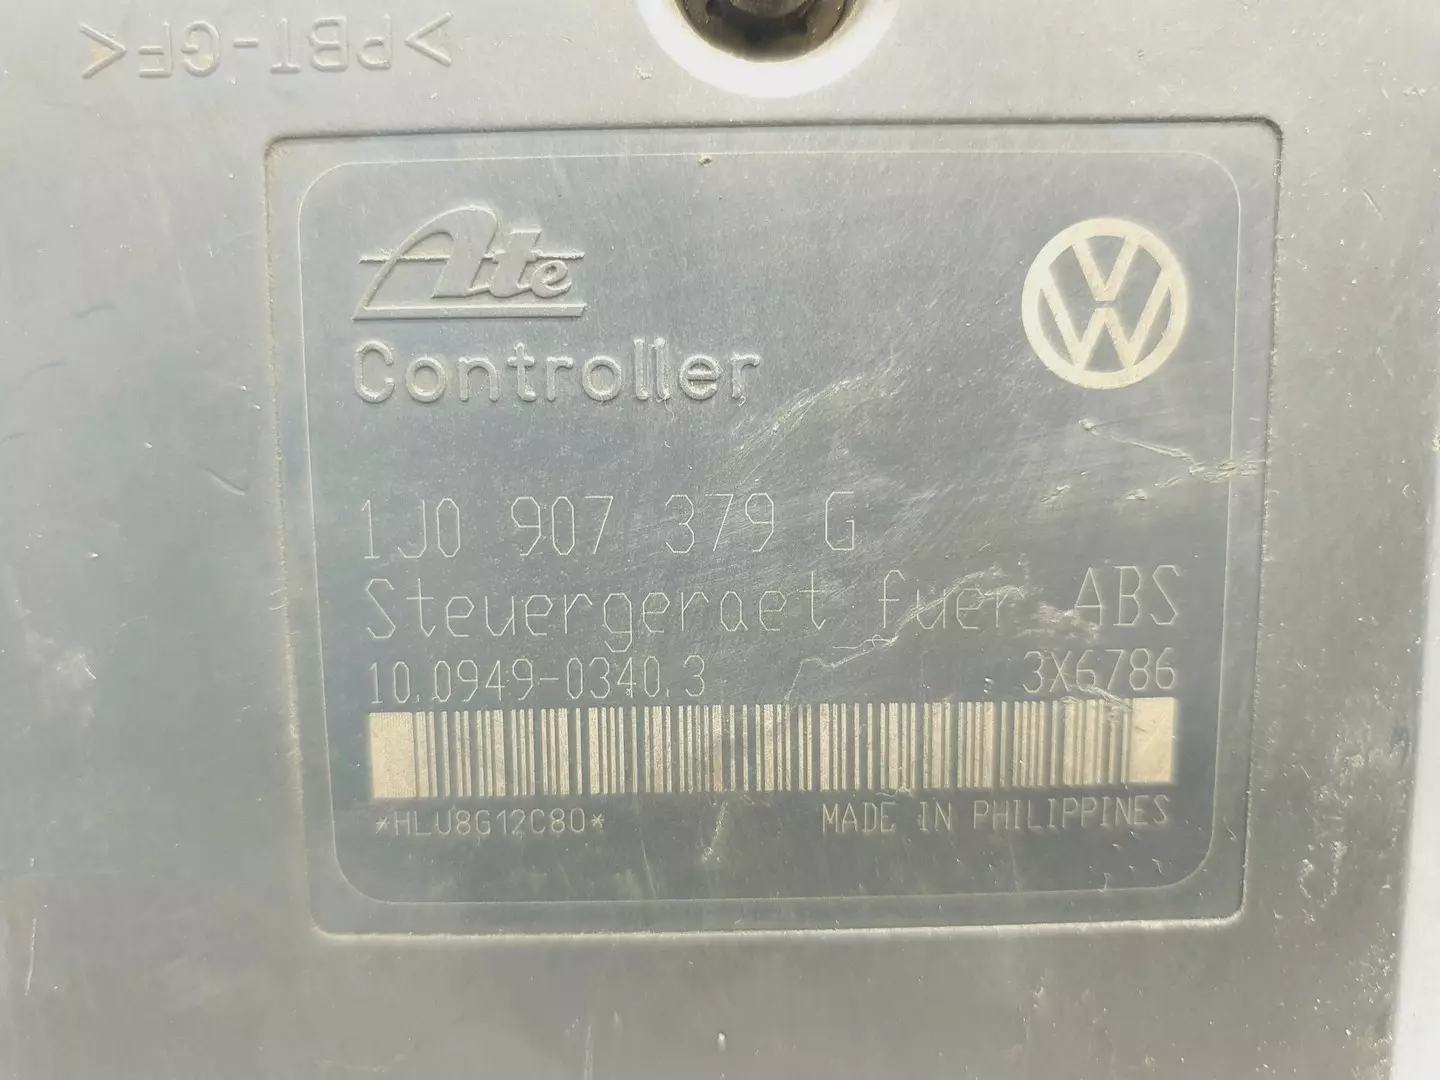 >PBT-GF<
Ate
Controller
1J0 907 379 G
Steuergeraet fuer ABS
10.0949-0340.3 3X6786
*HLU8G12C80*
MADE IN PHILIPPINES